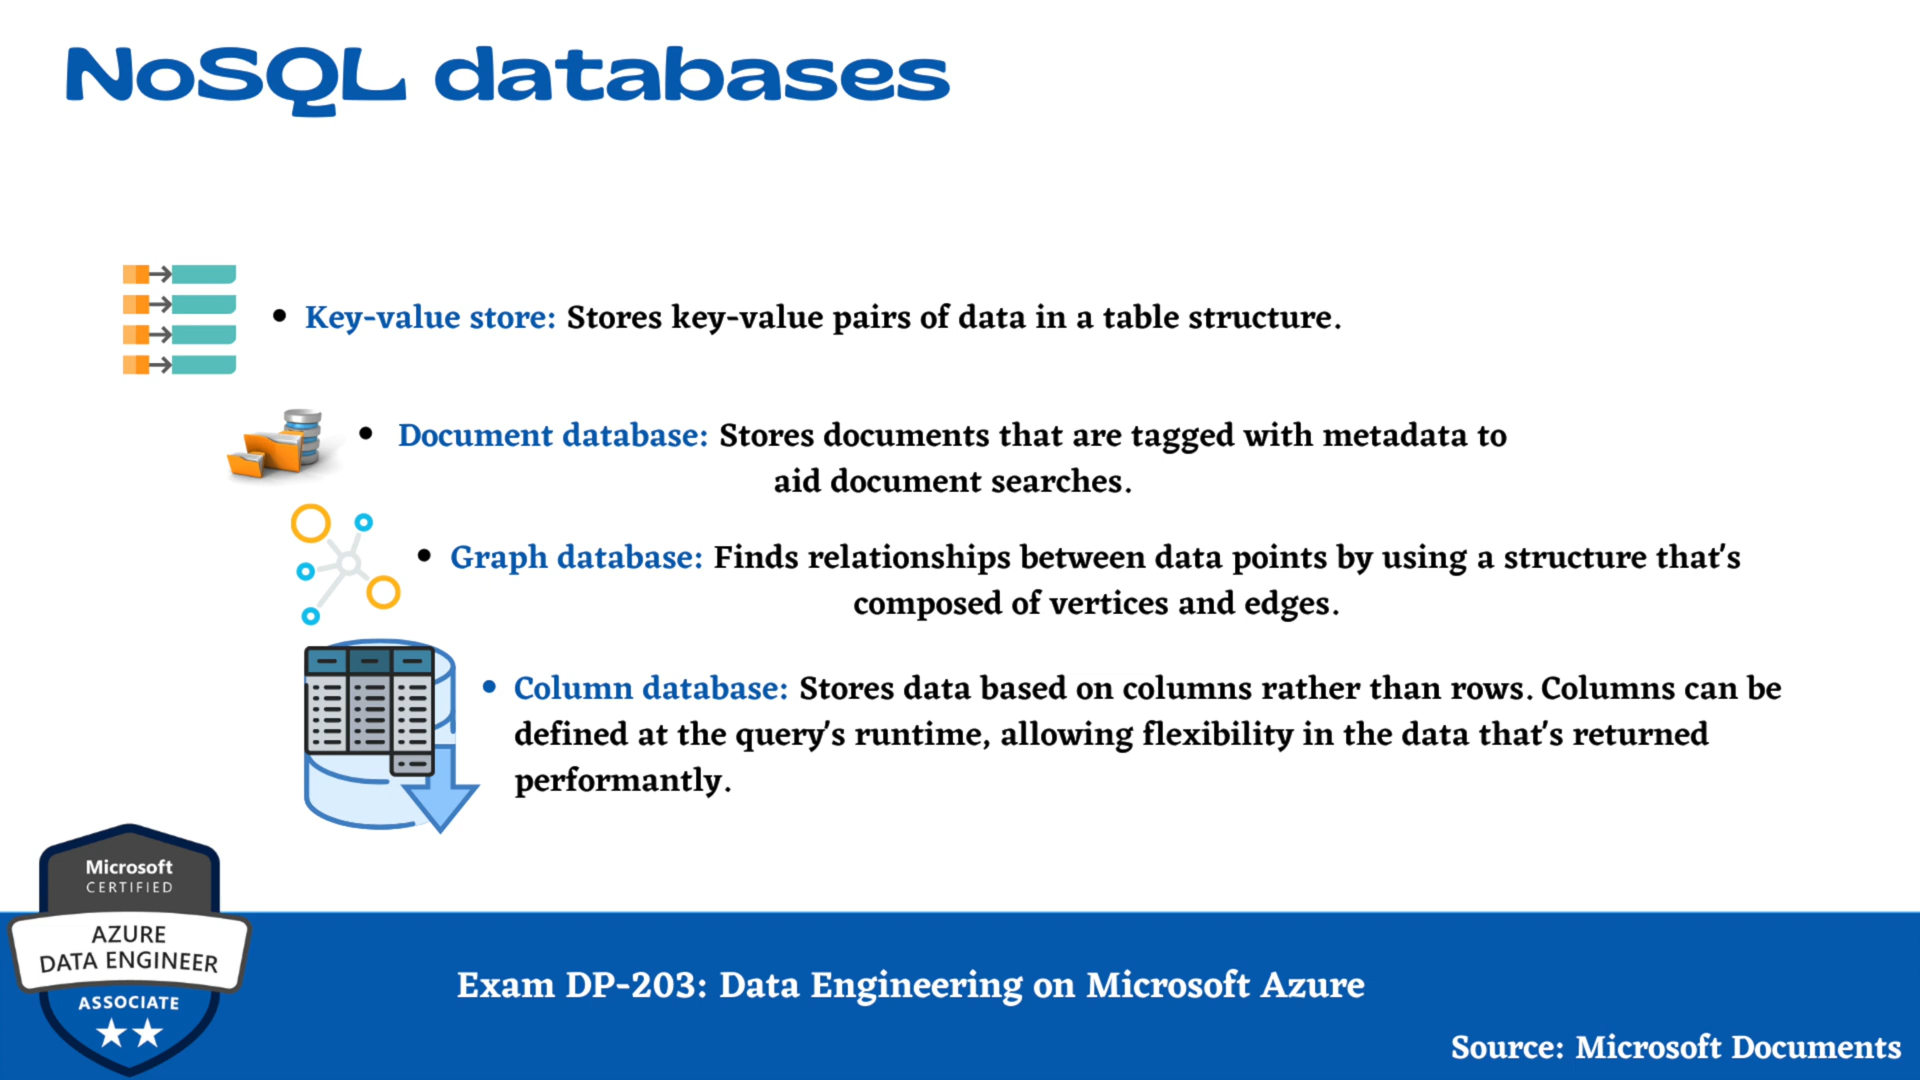 NoSQL databases
• Key-value store: Stores key-value pairs of data in a table structure.
• Document database: Stores documents that are tagged with metadata to
aid document searches.
• Graph database: Finds relationships between data points by using a structure that's
composed of vertices and edges.
• Column database: Stores data based on columns rather than rows. Columns can be
defined at the query's runtime, allowing flexibility in the data that's returned
performantly.
Microsoft
CERTIFIED
AZURE
DATA ENGINEER
ASSOCIATE
Exam DP-203: Data Engineering on Microsoft Azure
Source: Microsoft Documents